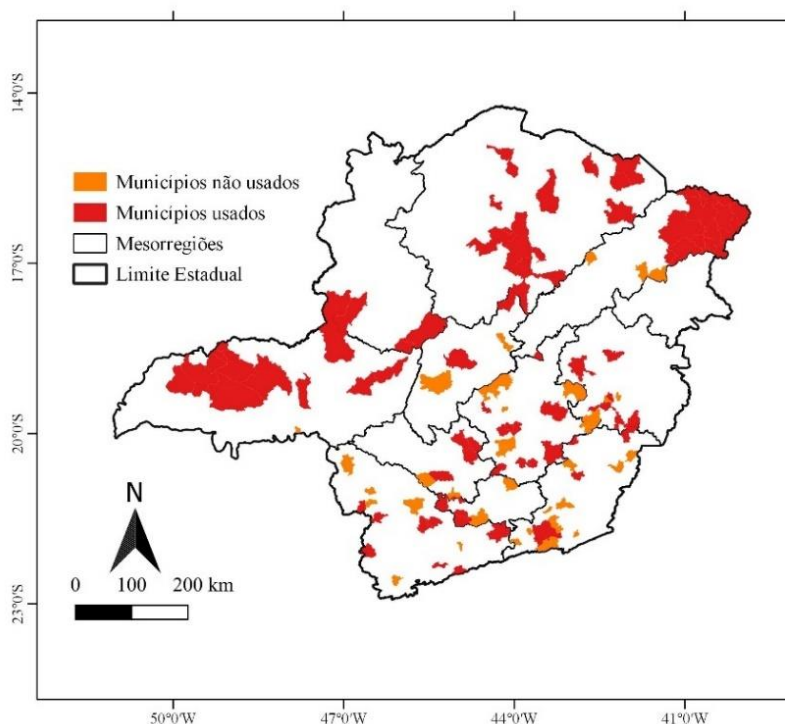 14°0'S
Municípios não usados
Municípios usados
Mesorregiões
17°0'S
Limite Estadual
20°0'S
N
0 100 200 km
23°0'S
50°0'W 47°0'W 44°0'W 41°0'W